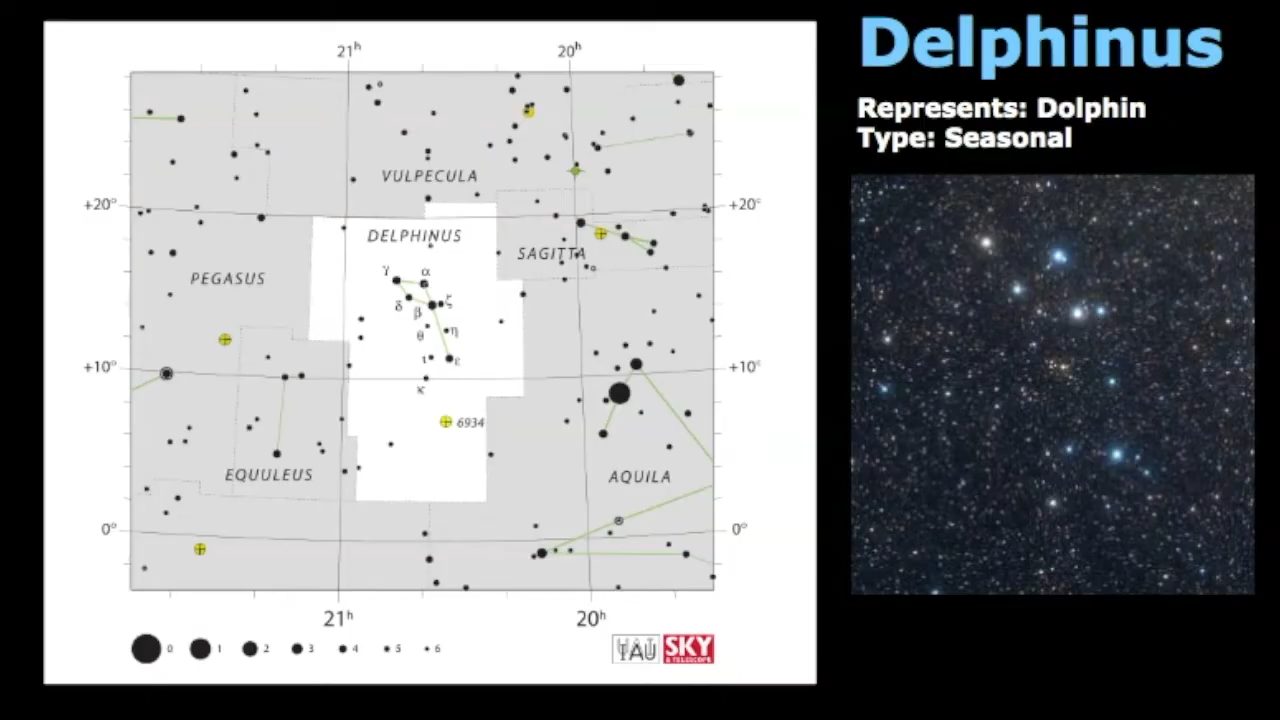 Delphinus
Represents: Dolphin
Type: Seasonal
21h 20h
VULPECULA
+20° +20°
DELPHINUS
SAGITTA
PEGASUS
γ α
δ β ζ
θ η
ι ε
+10° +10°
κ
6934
EQUULEUS
AQUILA
0° 0°
21h 20h
0 1 2 3 4 5 6
IAU SKY
& TELESCOPE